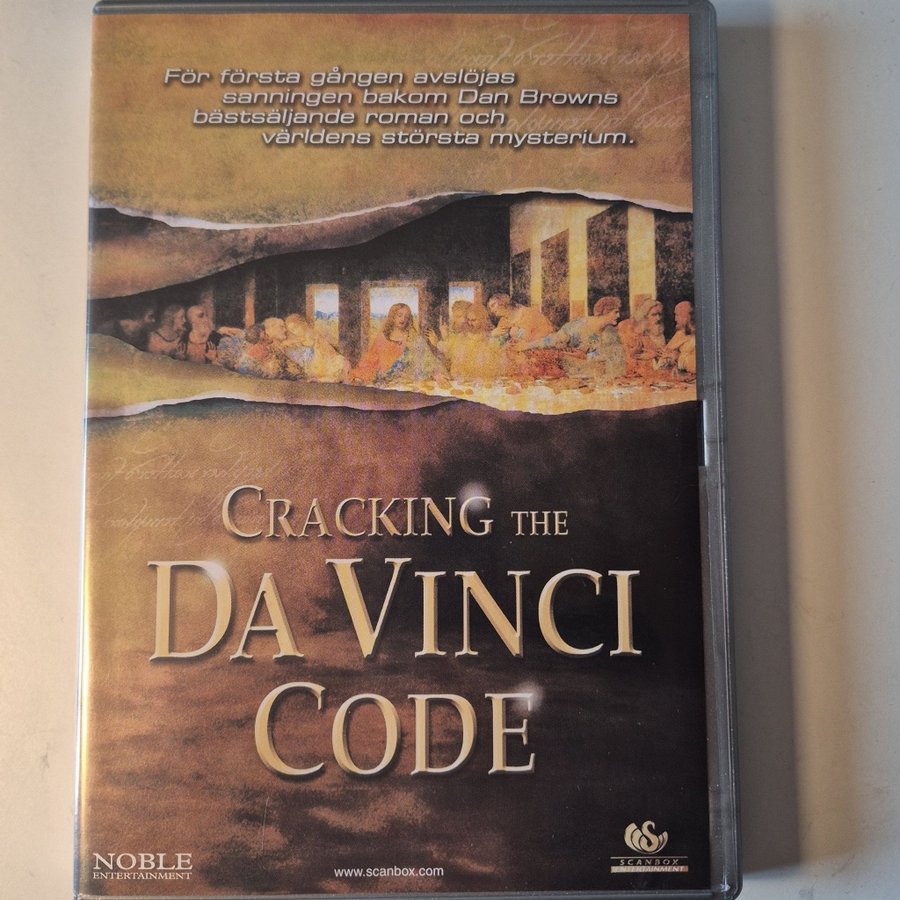 För första gången avslöjas
sanningen bakom Dan Browns
bästsäljande roman och
världens största mysterium.
CRACKING THE
DA VINCI
CODE
NOBLE
ENTERTAINMENT
www.scanbox.com
S
SCANBOX
ENTERTAINMENT